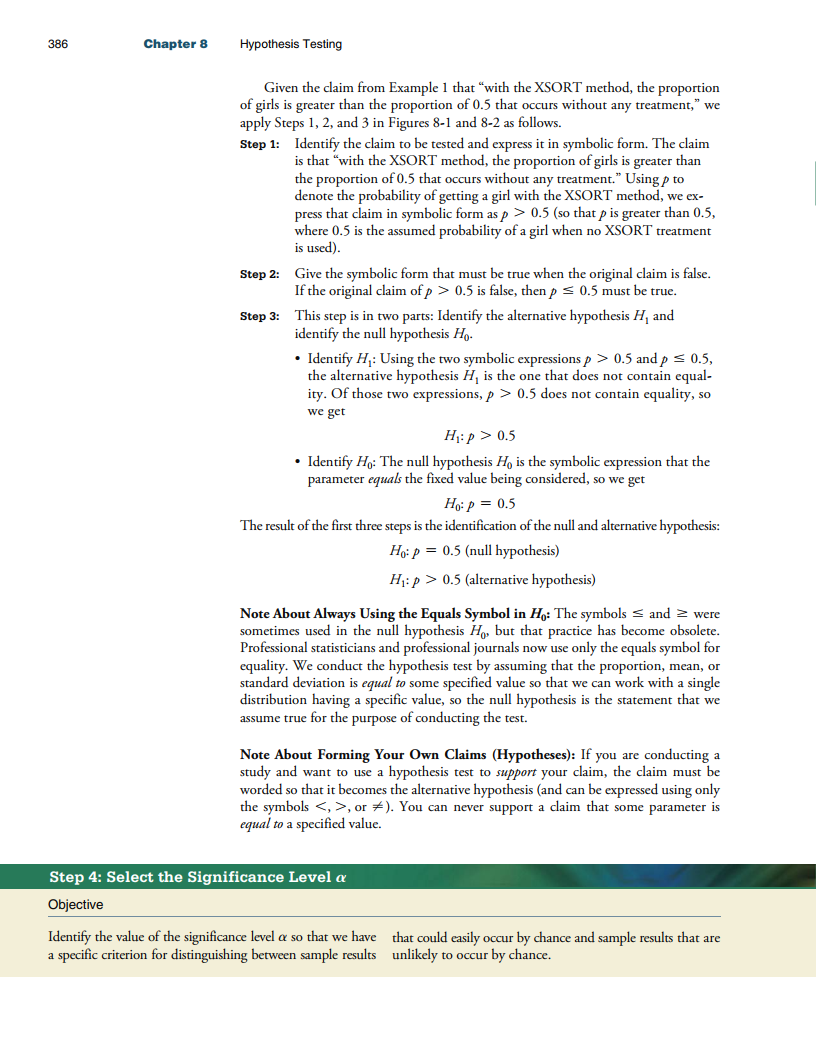 386 Chapter 8 Hypothesis Testing
Given the claim from Example 1 that “with the XSORT method, the proportion
of girls is greater than the proportion of 0.5 that occurs without any treatment,” we
apply Steps 1, 2, and 3 in Figures 8-1 and 8-2 as follows.
Step 1: Identify the claim to be tested and express it in symbolic form. The claim
is that “with the XSORT method, the proportion of girls is greater than
the proportion of 0.5 that occurs without any treatment.” Using p to
denote the probability of getting a girl with the XSORT method, we ex-
press that claim in symbolic form as p > 0.5 (so that p is greater than 0.5,
where 0.5 is the assumed probability of a girl when no XSORT treatment
is used).
Step 2: Give the symbolic form that must be true when the original claim is false.
If the original claim of p > 0.5 is false, then p ≤ 0.5 must be true.
Step 3: This step is in two parts: Identify the alternative hypothesis H₁ and
identify the null hypothesis H₀.
• Identify H₁: Using the two symbolic expressions p > 0.5 and p ≤ 0.5,
the alternative hypothesis H₁ is the one that does not contain equal-
ity. Of those two expressions, p > 0.5 does not contain equality, so
we get
H₁: p > 0.5
• Identify H₀: The null hypothesis H₀ is the symbolic expression that the
parameter equals the fixed value being considered, so we get
H₀: p = 0.5
The result of the first three steps is the identification of the null and alternative hypothesis:
H₀: p = 0.5 (null hypothesis)
H₁: p > 0.5 (alternative hypothesis)
Note About Always Using the Equals Symbol in H₀: The symbols ≤ and ≥ were
sometimes used in the null hypothesis H₀, but that practice has become obsolete.
Professional statisticians and professional journals now use only the equals symbol for
equality. We conduct the hypothesis test by assuming that the proportion, mean, or
standard deviation is equal to some specified value so that we can work with a single
distribution having a specific value, so the null hypothesis is the statement that we
assume true for the purpose of conducting the test.
Note About Forming Your Own Claims (Hypotheses): If you are conducting a
study and want to use a hypothesis test to support your claim, the claim must be
worded so that it becomes the alternative hypothesis (and can be expressed using only
the symbols <, >, or ≠). You can never support a claim that some parameter is
equal to a specified value.
Step 4: Select the Significance Level α
Objective
Identify the value of the significance level α so that we have
a specific criterion for distinguishing between sample results
that could easily occur by chance and sample results that are
unlikely to occur by chance.